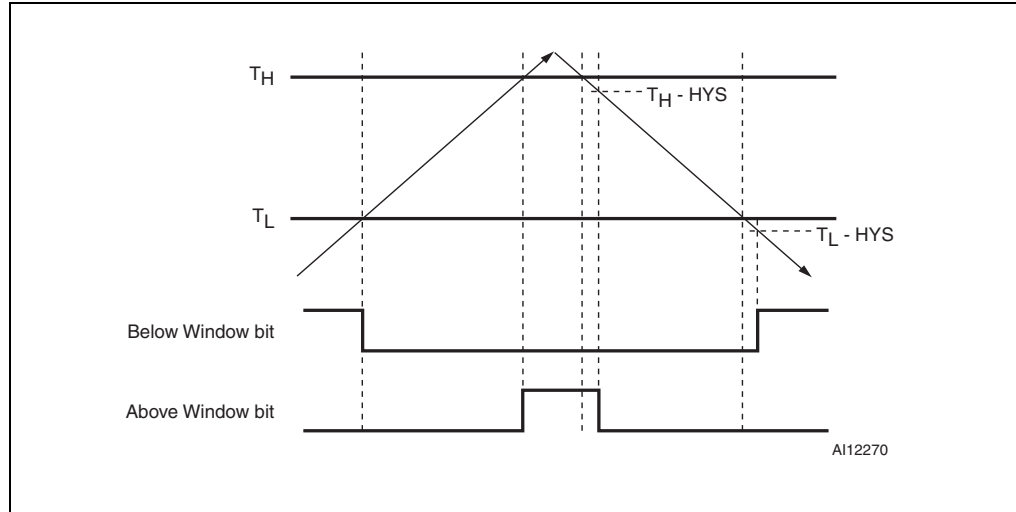 TH
TH - HYS
TL
TL - HYS
Below Window bit
Above Window bit
AI12270